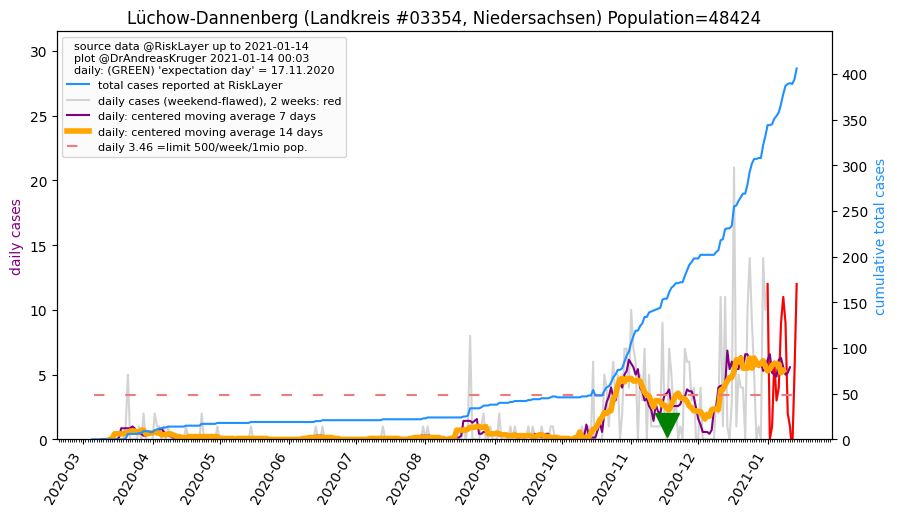 Lüchow-Dannenberg (Landkreis #03354, Niedersachsen) Population=48424
source data @RiskLayer up to 2021-01-14
plot @DrAndreasKruger 2021-01-14 00:03
daily: (GREEN) 'expectation day' = 17.11.2020
total cases reported at RiskLayer
daily cases (weekend-flawed), 2 weeks: red
daily: centered moving average 7 days
daily: centered moving average 14 days
daily 3.46 =limit 500/week/1mio pop.
daily cases
30
25
20
15
10
5
0
cumulative total cases
400
350
300
250
200
150
100
50
0
2020-03
2020-04
2020-05
2020-06
2020-07
2020-08
2020-09
2020-10
2020-11
2020-12
2021-01